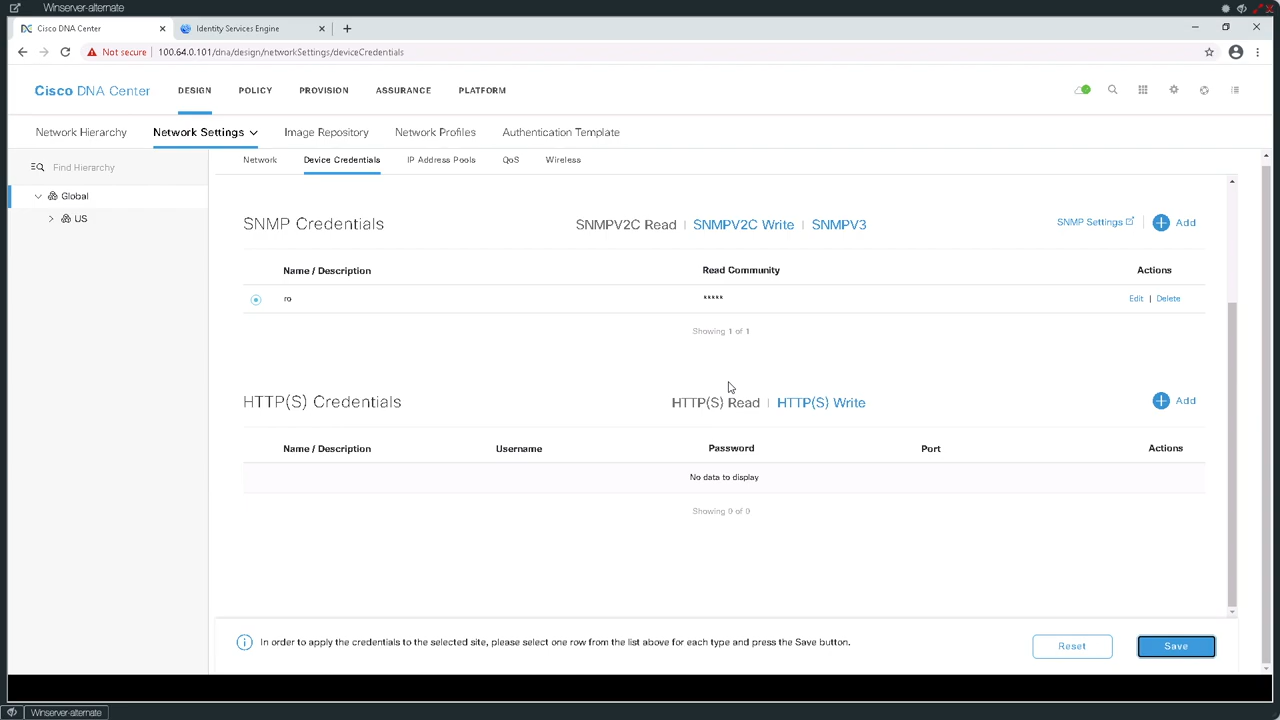 Winserver-alternate
Cisco DNA Center
Identity Services Engine
Not secure 100.64.0.101/dna/design/networkSettings/deviceCredentials
Cisco DNA Center DESIGN POLICY PROVISION ASSURANCE PLATFORM
Network Hierarchy Network Settings Image Repository Network Profiles Authentication Template
Find Hierarchy
Global
US
Network Device Credentials IP Address Pools QoS Wireless
SNMP Credentials SNMPV2C Read | SNMPV2C Write | SNMPV3 SNMP Settings Add
Name / Description Read Community Actions
ro ***** Edit | Delete
Showing 1 of 1
HTTP(S) Credentials HTTP(S) Read | HTTP(S) Write Add
Name / Description Username Password Port Actions
No data to display
Showing 0 of 0
In order to apply the credentials to the selected site, please select one row from the list above for each type and press the Save button.
Reset Save
Winserver-alternate